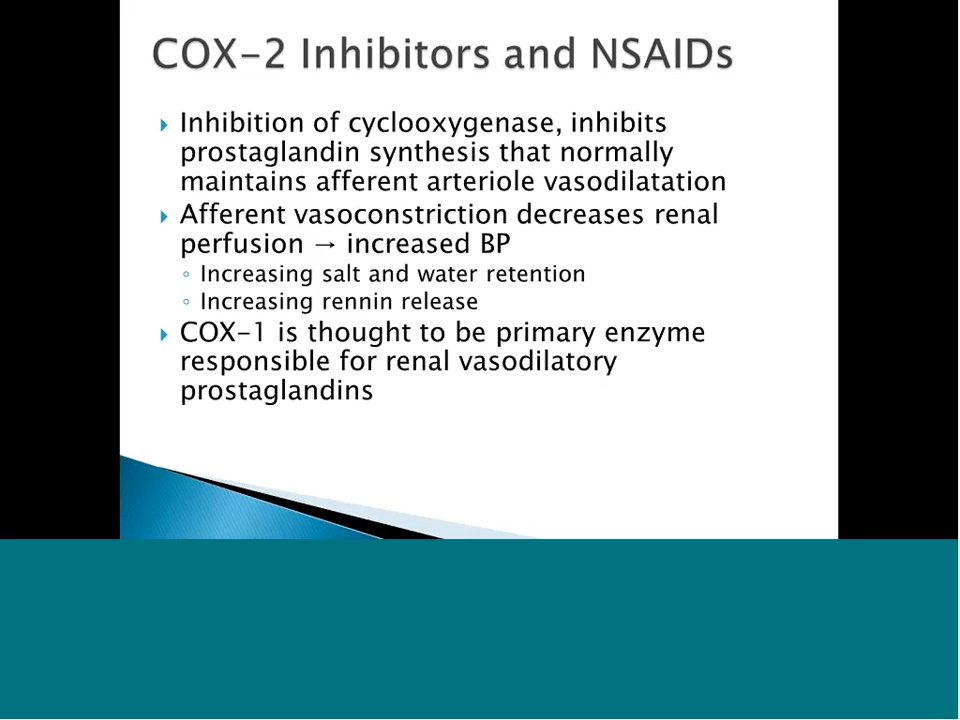 COX-2 Inhibitors and NSAIDs
Inhibition of cyclooxygenase, inhibits
prostaglandin synthesis that normally
maintains afferent arteriole vasodilatation
Afferent vasoconstriction decreases renal
perfusion → increased BP
Increasing salt and water retention
Increasing rennin release
COX-1 is thought to be primary enzyme
responsible for renal vasodilatory
prostaglandins